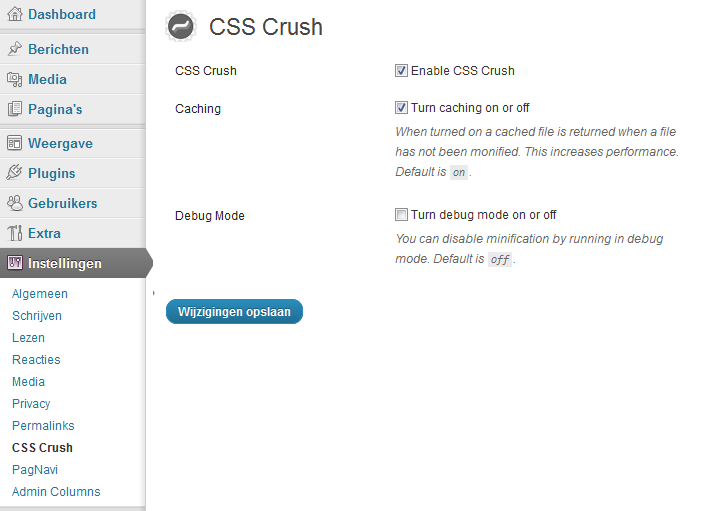 Dashboard
Berichten
Media
Pagina's
Weergave
Plugins
Gebruikers
Extra
Instellingen
Algemeen
Schrijven
Lezen
Reacties
Media
Privacy
Permalinks
CSS Crush
PagNavi
Admin Columns
CSS Crush
CSS Crush
Enable CSS Crush
Caching
Turn caching on or off
When turned on a cached file is returned when a file
has not been monified. This increases performance.
Default is on.
Debug Mode
Turn debug mode on or off
You can disable minification by running in debug
mode. Default is off.
Wijzigingen opslaan